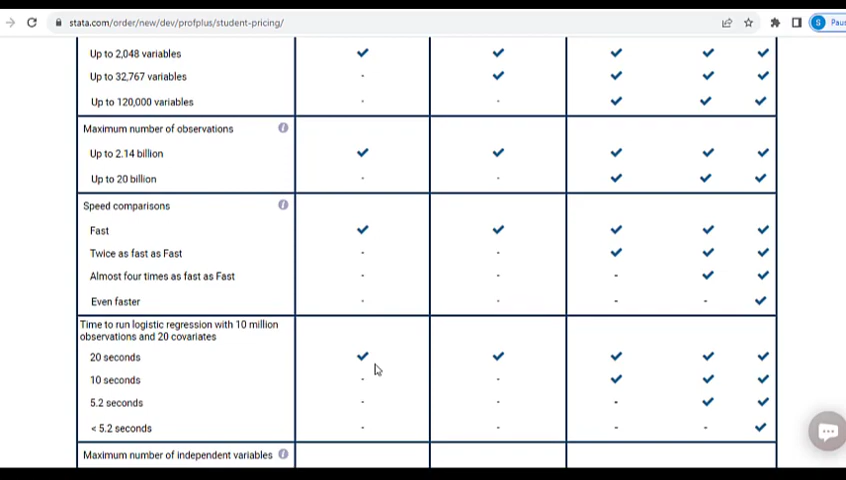 stata.com/order/new/dev/profplus/student-pricing/
S
Up to 2,048 variables
Up to 32,767 variables
Up to 120,000 variables
Maximum number of observations
Up to 2.14 billion
Up to 20 billion
Speed comparisons
Fast
Twice as fast as Fast
Almost four times as fast as Fast
Even faster
Time to run logistic regression with 10 million
observations and 20 covariates
20 seconds
10 seconds
5.2 seconds
< 5.2 seconds
Maximum number of independent variables